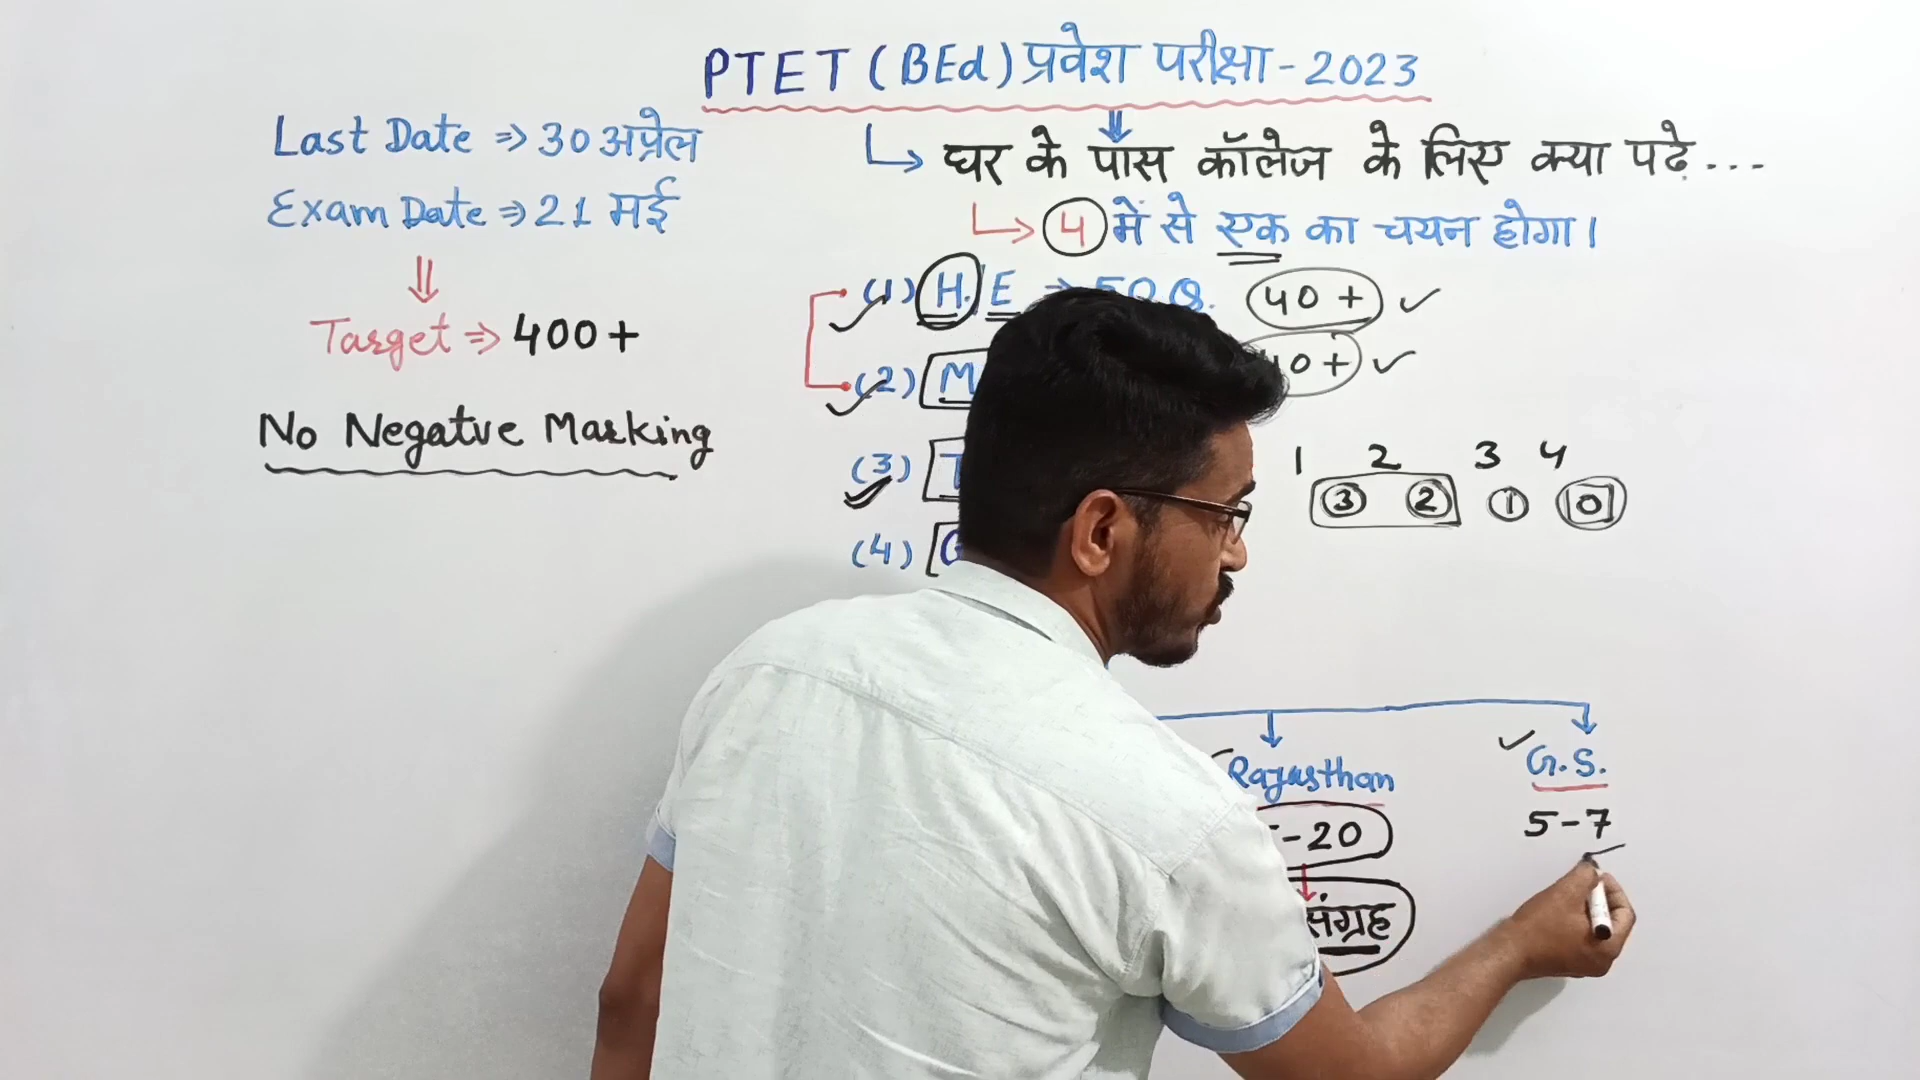 PTET (BEd) प्रवेश परीक्षा - 2023
Last Date ⇒ 30 अप्रेल
घर के पास कॉलेज के लिए क्या पढे़...
Exam Date ⇒ 21 मई
4 में से एक का चयन होगा।
(1) H. E ⇒ 50 Q. 40 + ✓
Target ⇒ 400+
(2) M 40+ ✓
No Negatve Marking
(3) T 1 2 3 4
3 2 1 0
(4) G
Rajasthan ✓ G.S.
-20 5-7
संग्रह